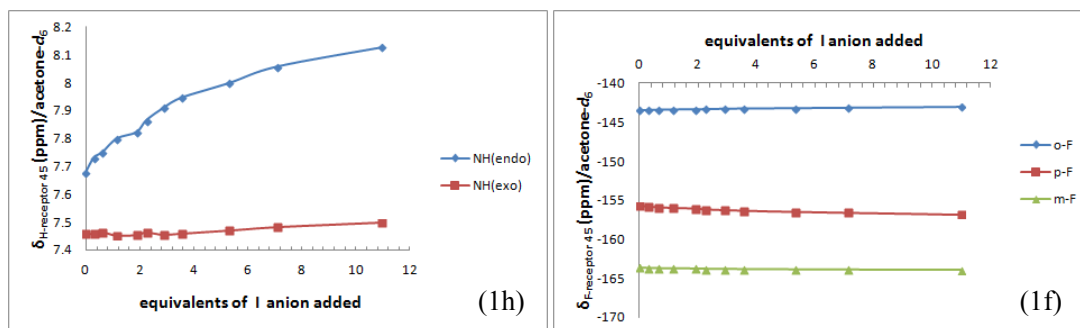 8.2
8.1
8
7.9
7.8
7.7
7.6
7.5
7.4
0
2
4
6
8
10
12
δH-receptor 45 (ppm)/acetone-d6
equivalents of I anion added
NH(endo)
NH(exo)
(1h)
equivalents of I anion added
0
2
4
6
8
10
12
-140
-145
-150
-155
-160
-165
-170
δF-receptor 45 (ppm)/acetone-d6
o-F
p-F
m-F
(1f)